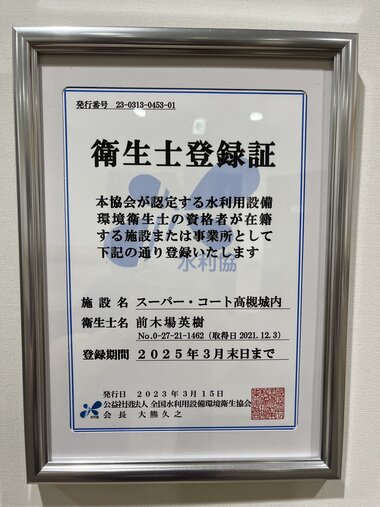 発行番号 23-0313-0453-01
衛生士登録証
本協会が認定する水利用設備
環境衛生士の資格者が在籍
する施設または事業所として
下記の通り登録いたします
水利協
施設名 スーパー・コート高槻城内
衛生士名 前木場英樹
No.0-27-21-1462（取得日2021.12.3）
登録期間 2025年3月末日まで
発行日 2023年3月15日
公益社団法人 全国水利用設備環境衛生協会
会長 大熊久之